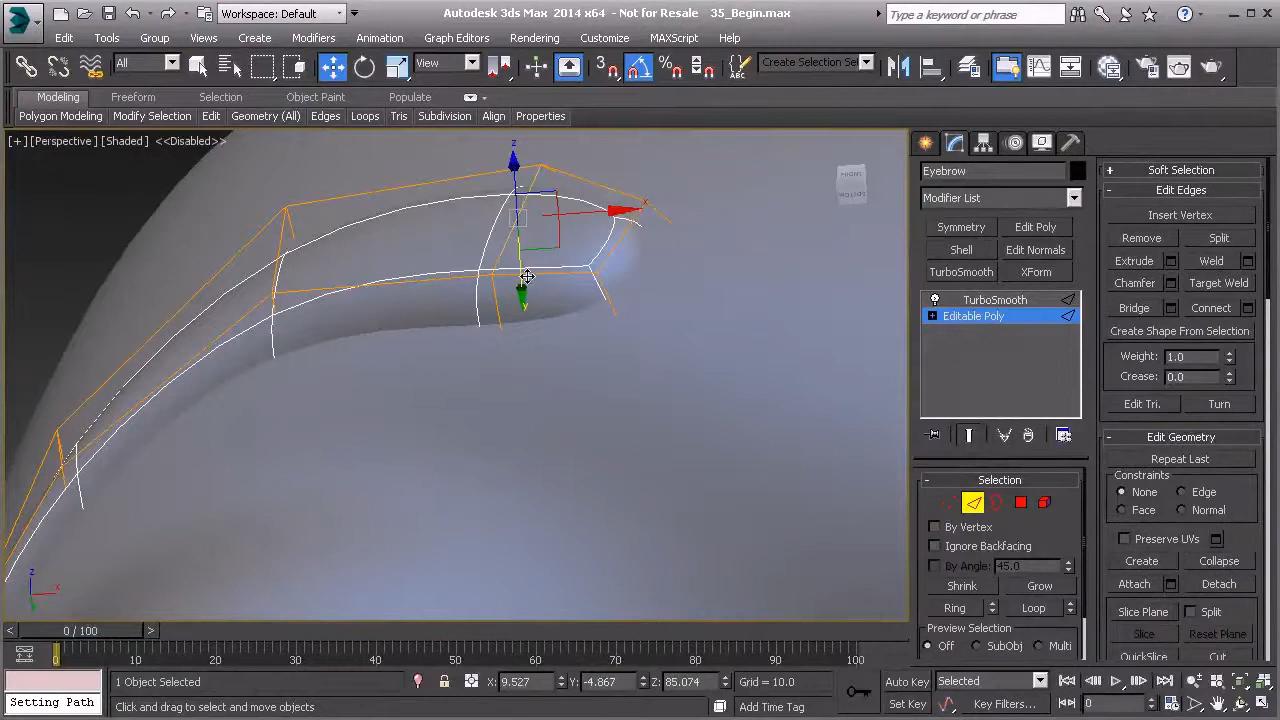 Workspace: Default
Autodesk 3ds Max 2014 x64 - Not for Resale 35_Begin.max
Type a keyword or phrase
Edit Tools Group Views Create Modifiers Animation Graph Editors Rendering Customize MAXScript Help
All
View
Create Selection Se
Modeling Freeform Selection Object Paint Populate
Polygon Modeling Modify Selection Edit Geometry (All) Edges Loops Tris Subdivision Align Properties
[+] [Perspective] [Shaded] <<Disabled>>
z
x
y
FRONT
Eyebrow
Modifier List
Symmetry Edit Poly
Shell Edit Normals
TurboSmooth XForm
TurboSmooth
Editable Poly
Selection
By Vertex
Ignore Backfacing
By Angle: 45.0
Shrink Grow
Ring Loop
Preview Selection
Off SubObj Multi
Soft Selection
Edit Edges
Insert Vertex
Remove Split
Extrude Weld
Chamfer Target Weld
Bridge Connect
Create Shape From Selection
Weight: 1.0
Crease: 0.0
Edit Tri. Turn
Edit Geometry
Repeat Last
Constraints
None Edge
Face Normal
Preserve UVs
Create Collapse
Attach Detach
Slice Plane Split
Slice Reset Plane
QuickSlice Cut
z
x
0 / 100
0 10 20 30 40 50 60 70 80 90 100
1 Object Selected
X: 9.527 Y: -4.867 Z: 85.074 Grid = 10.0
Auto Key Selected
Setting Path
Click and drag to select and move objects
Add Time Tag
Set Key Key Filters... 0